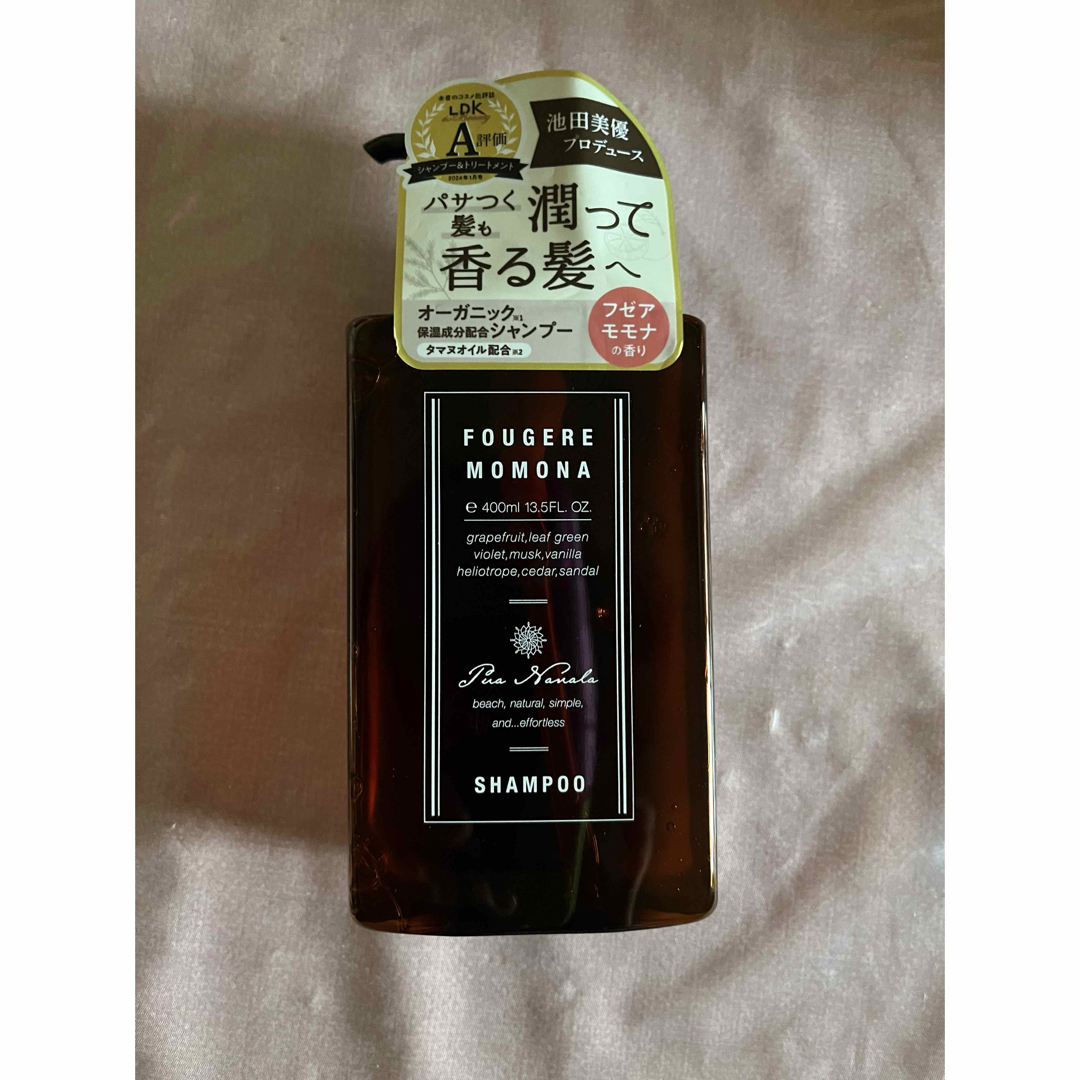 本音のコスメ批評誌
LDK
the Beauty
A評価
シャンプー&トリートメント
2024年1月号
池田美優
プロデュース
パサつく
髪も
潤って
香る髪へ
オーガニック※1
保湿成分配合シャンプー
タマヌオイル配合※2
フゼア
モモナ
の香り
FOUGERE
MOMONA
℮ 400ml 13.5FL. OZ.
grapefruit,leaf green
violet,musk,vanilla
heliotrope,cedar,sandal
Pua Nanala
beach, natural, simple,
and...effortless
SHAMPOO